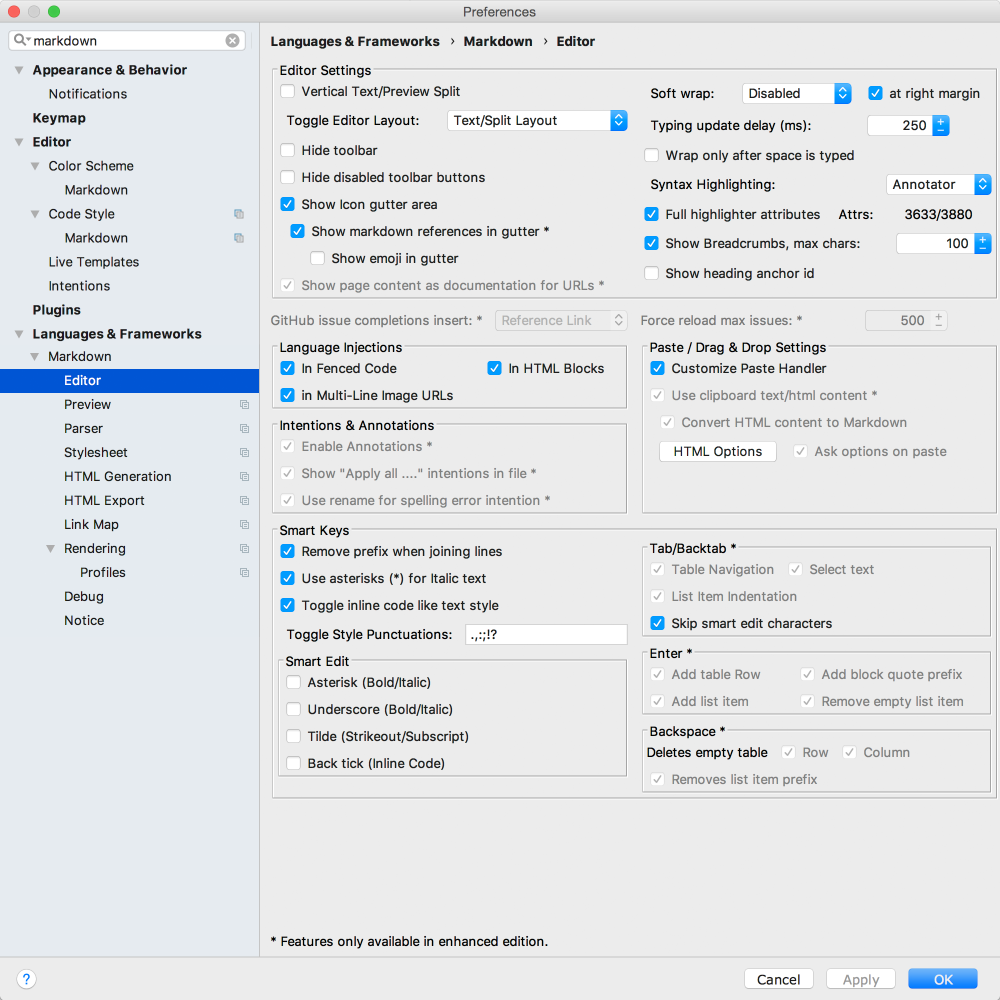 Preferences
markdown
Appearance & Behavior
Notifications
Keymap
Editor
Color Scheme
Markdown
Code Style
Markdown
Live Templates
Intentions
Plugins
Languages & Frameworks
Markdown
Editor
Preview
Parser
Stylesheet
HTML Generation
HTML Export
Link Map
Rendering
Profiles
Debug
Notice
Languages & Frameworks › Markdown › Editor
Editor Settings
Vertical Text/Preview Split
Toggle Editor Layout: Text/Split Layout
Hide toolbar
Hide disabled toolbar buttons
Show Icon gutter area
Show markdown references in gutter *
Show emoji in gutter
Show page content as documentation for URLs *
Soft wrap: Disabled at right margin
Typing update delay (ms): 250
Wrap only after space is typed
Syntax Highlighting: Annotator
Full highlighter attributes Attrs: 3633/3880
Show Breadcrumbs, max chars: 100
Show heading anchor id
GitHub issue completions insert: * Reference Link Force reload max issues: * 500
Language Injections
In Fenced Code In HTML Blocks
in Multi-Line Image URLs
Intentions & Annotations
Enable Annotations *
Show "Apply all ...." intentions in file *
Use rename for spelling error intention *
Paste / Drag & Drop Settings
Customize Paste Handler
Use clipboard text/html content *
Convert HTML content to Markdown
HTML Options Ask options on paste
Smart Keys
Remove prefix when joining lines
Use asterisks (*) for Italic text
Toggle inline code like text style
Toggle Style Punctuations: .,:;!?
Smart Edit
Asterisk (Bold/Italic)
Underscore (Bold/Italic)
Tilde (Strikeout/Subscript)
Back tick (Inline Code)
Tab/Backtab *
Table Navigation Select text
List Item Indentation
Skip smart edit characters
Enter *
Add table Row Add block quote prefix
Add list item Remove empty list item
Backspace *
Deletes empty table Row Column
Removes list item prefix
* Features only available in enhanced edition.
? Cancel Apply OK